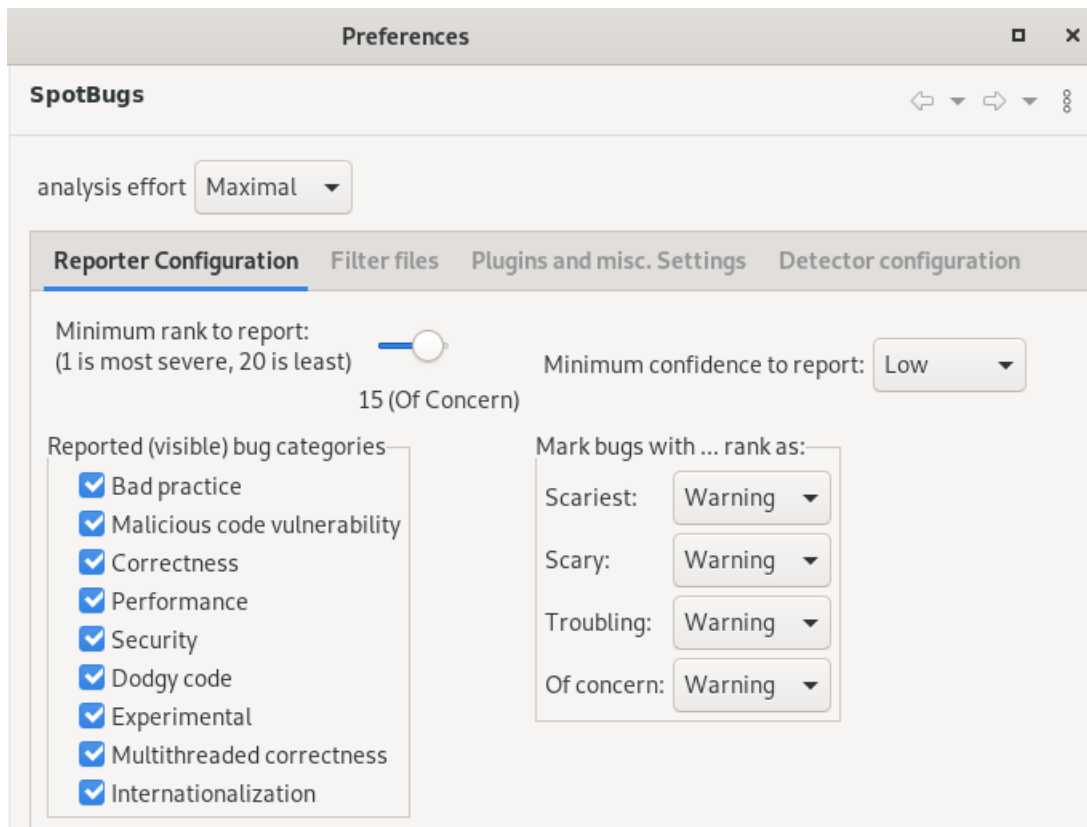 Preferences
SpotBugs
analysis effort Maximal
Reporter Configuration Filter files Plugins and misc. Settings Detector configuration
Minimum rank to report:
(1 is most severe, 20 is least)
15 (Of Concern)
Minimum confidence to report: Low
Reported (visible) bug categories
Bad practice
Malicious code vulnerability
Correctness
Performance
Security
Dodgy code
Experimental
Multithreaded correctness
Internationalization
Mark bugs with ... rank as:
Scariest: Warning
Scary: Warning
Troubling: Warning
Of concern: Warning